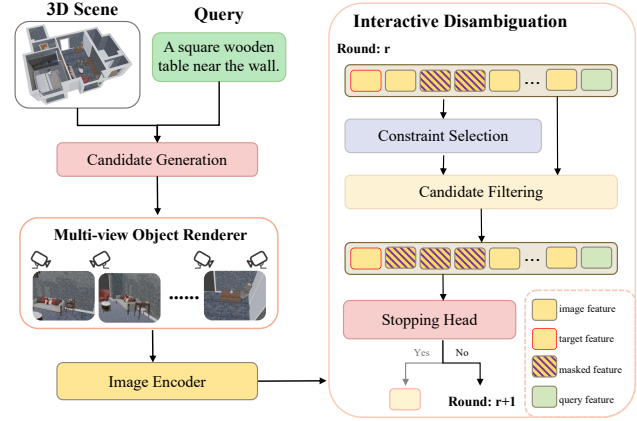 3D Scene
Query
A square wooden
table near the wall.
Candidate Generation
Multi-view Object Renderer
......
Image Encoder
Interactive Disambiguation
Round: r
...
Constraint Selection
Candidate Filtering
...
Stopping Head
Yes
No
Round: r+1
image feature
target feature
masked feature
query feature